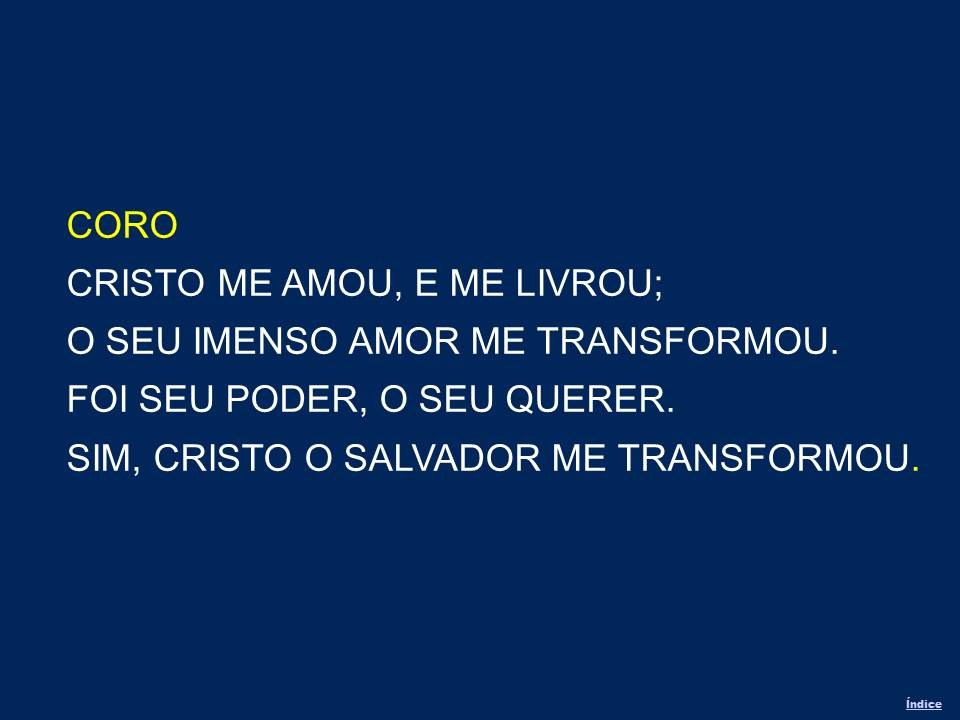 CORO
CRISTO ME AMOU, E ME LIVROU;
O SEU IMENSO AMOR ME TRANSFORMOU.
FOI SEU PODER, O SEU QUERER.
SIM, CRISTO O SALVADOR ME TRANSFORMOU.
Índice